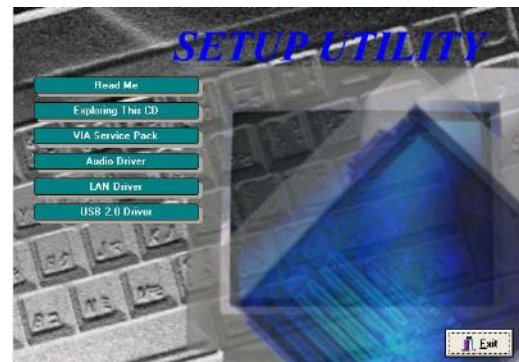 SETUP UTILITY
Read Me
Exploring This CD
VIA Service Pack
Audio Driver
LAN Driver
USB 2.0 Driver
Exit